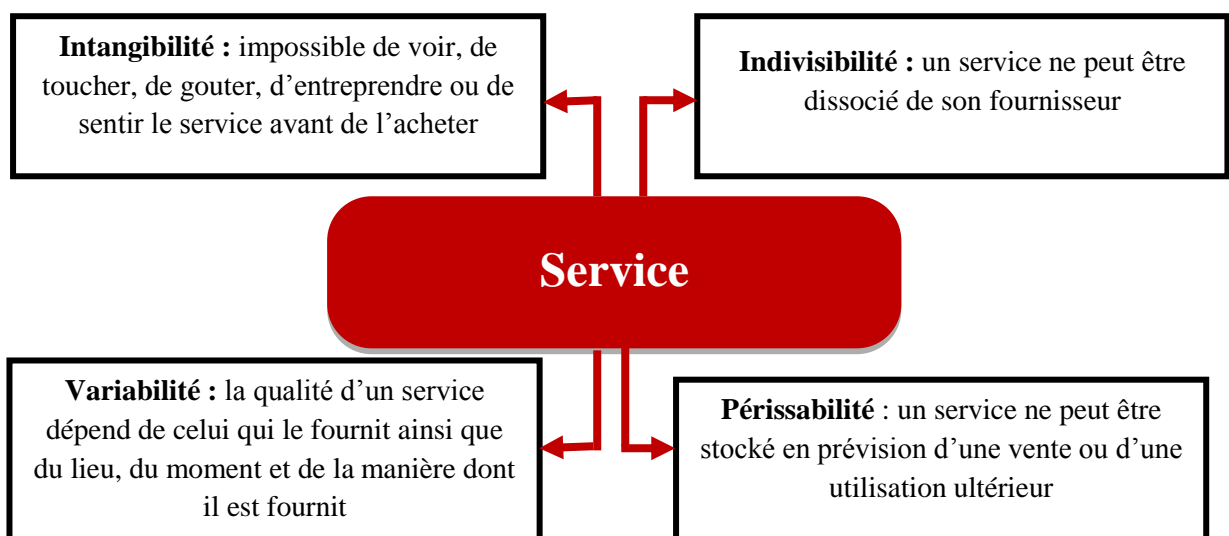 Intangibilité : impossible de voir, de
toucher, de gouter, d’entreprendre ou de
sentir le service avant de l’acheter
Indivisibilité : un service ne peut être
dissocié de son fournisseur
Service
Variabilité : la qualité d’un service
dépend de celui qui le fournit ainsi que
du lieu, du moment et de la manière dont
il est fournit
Périssabilité : un service ne peut être
stocké en prévision d’une vente ou d’une
utilisation ultérieur